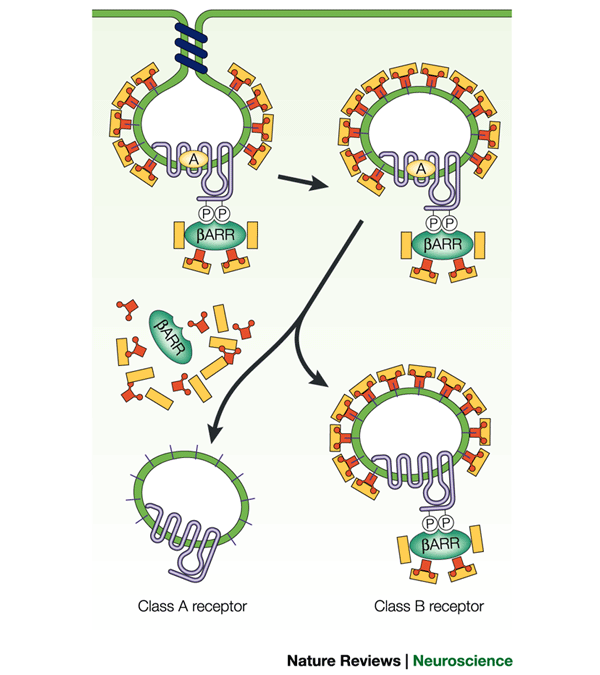 A
P P
βARR
A
P P
βARR
βARR
P P
βARR
Class A receptor
Class B receptor
Nature Reviews | Neuroscience